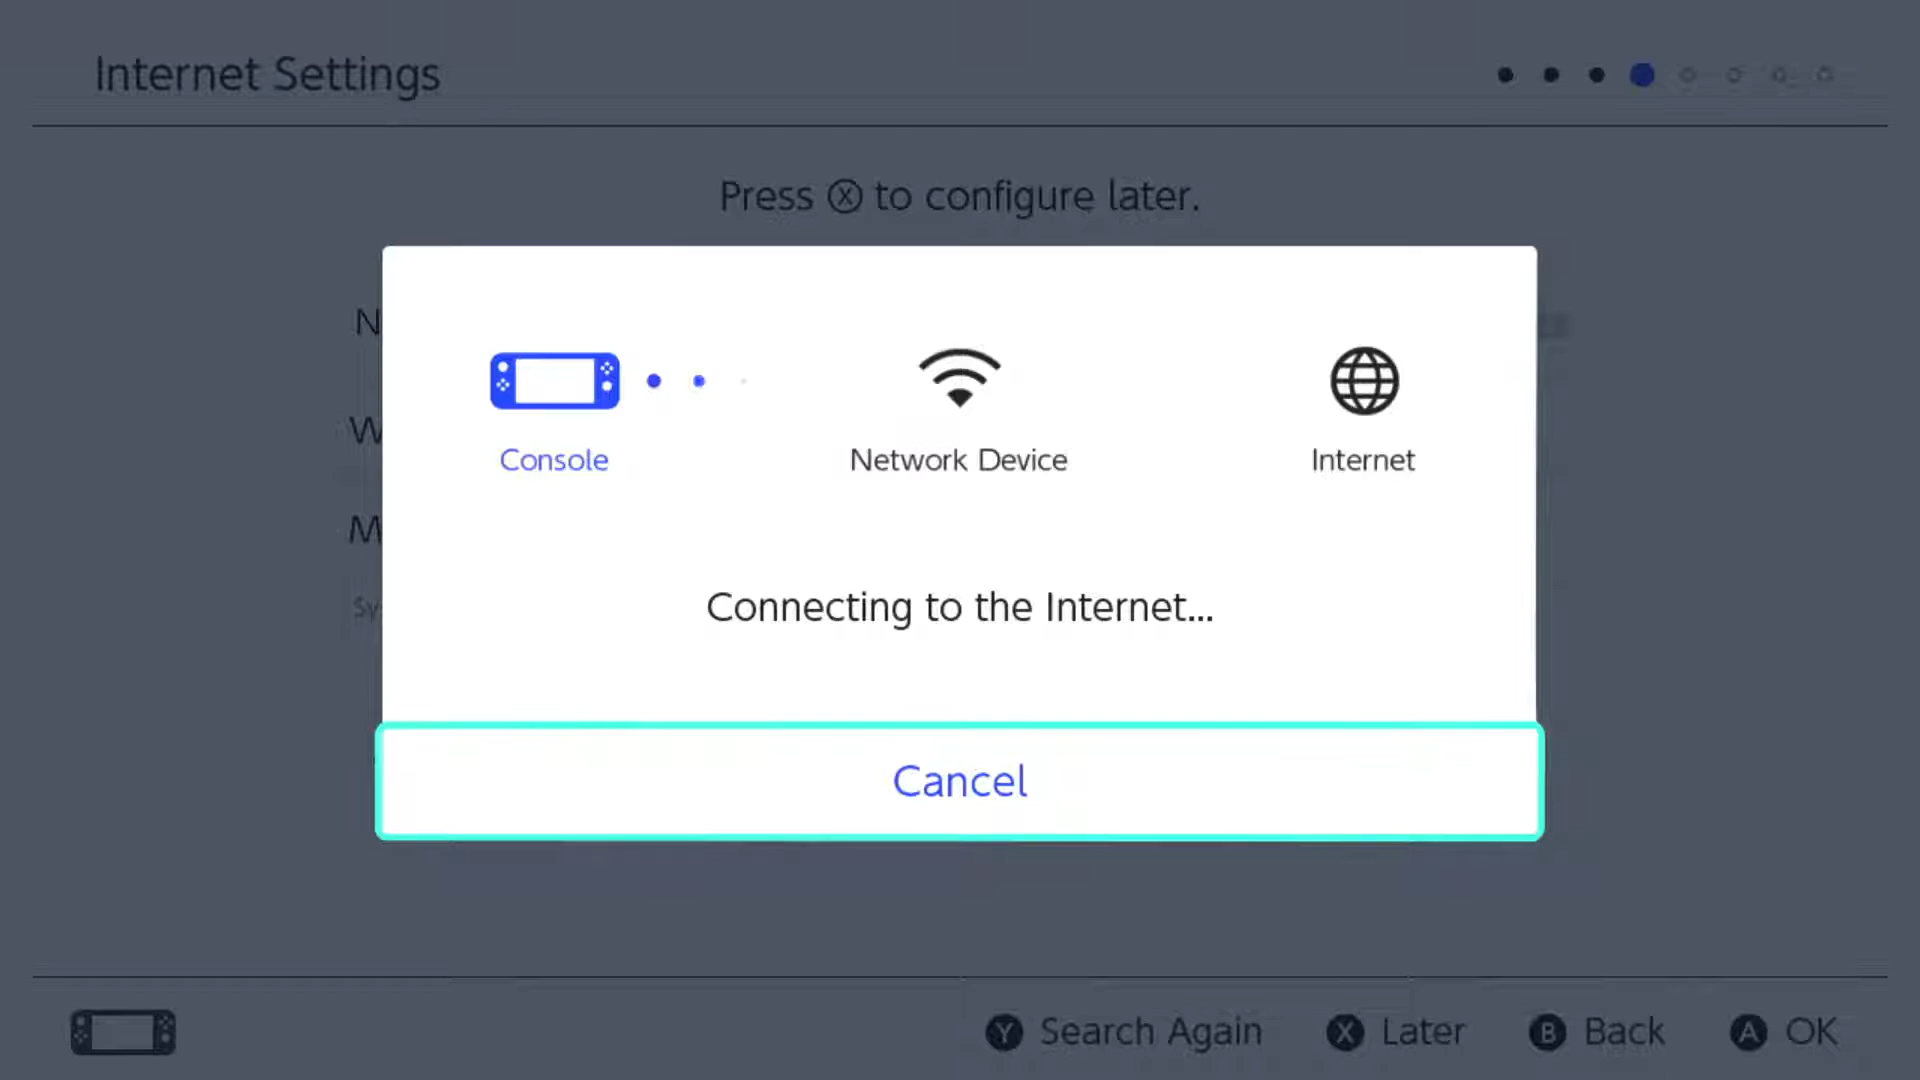 Internet Settings
Press Ⓧ to configure later.
Console
Network Device
Internet
Connecting to the Internet...
Cancel
Y Search Again
X Later
B Back
A OK